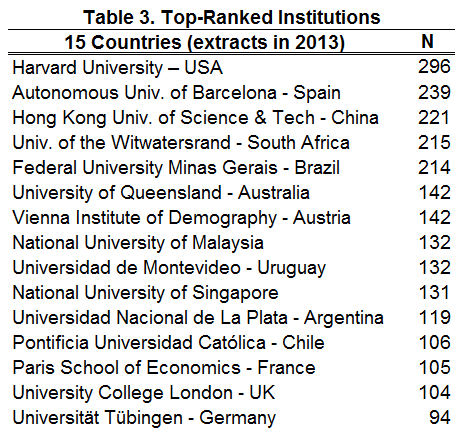 Table 3. Top-Ranked Institutions
15 Countries (extracts in 2013) N
Harvard University – USA 296
Autonomous Univ. of Barcelona - Spain 239
Hong Kong Univ. of Science & Tech - China 221
Univ. of the Witwatersrand - South Africa 215
Federal University Minas Gerais - Brazil 214
University of Queensland - Australia 142
Vienna Institute of Demography - Austria 142
National University of Malaysia 132
Universidad de Montevideo - Uruguay 132
National University of Singapore 131
Universidad Nacional de La Plata - Argentina 119
Pontificia Universidad Católica - Chile 106
Paris School of Economics - France 105
University College London - UK 104
Universität Tübingen - Germany 94